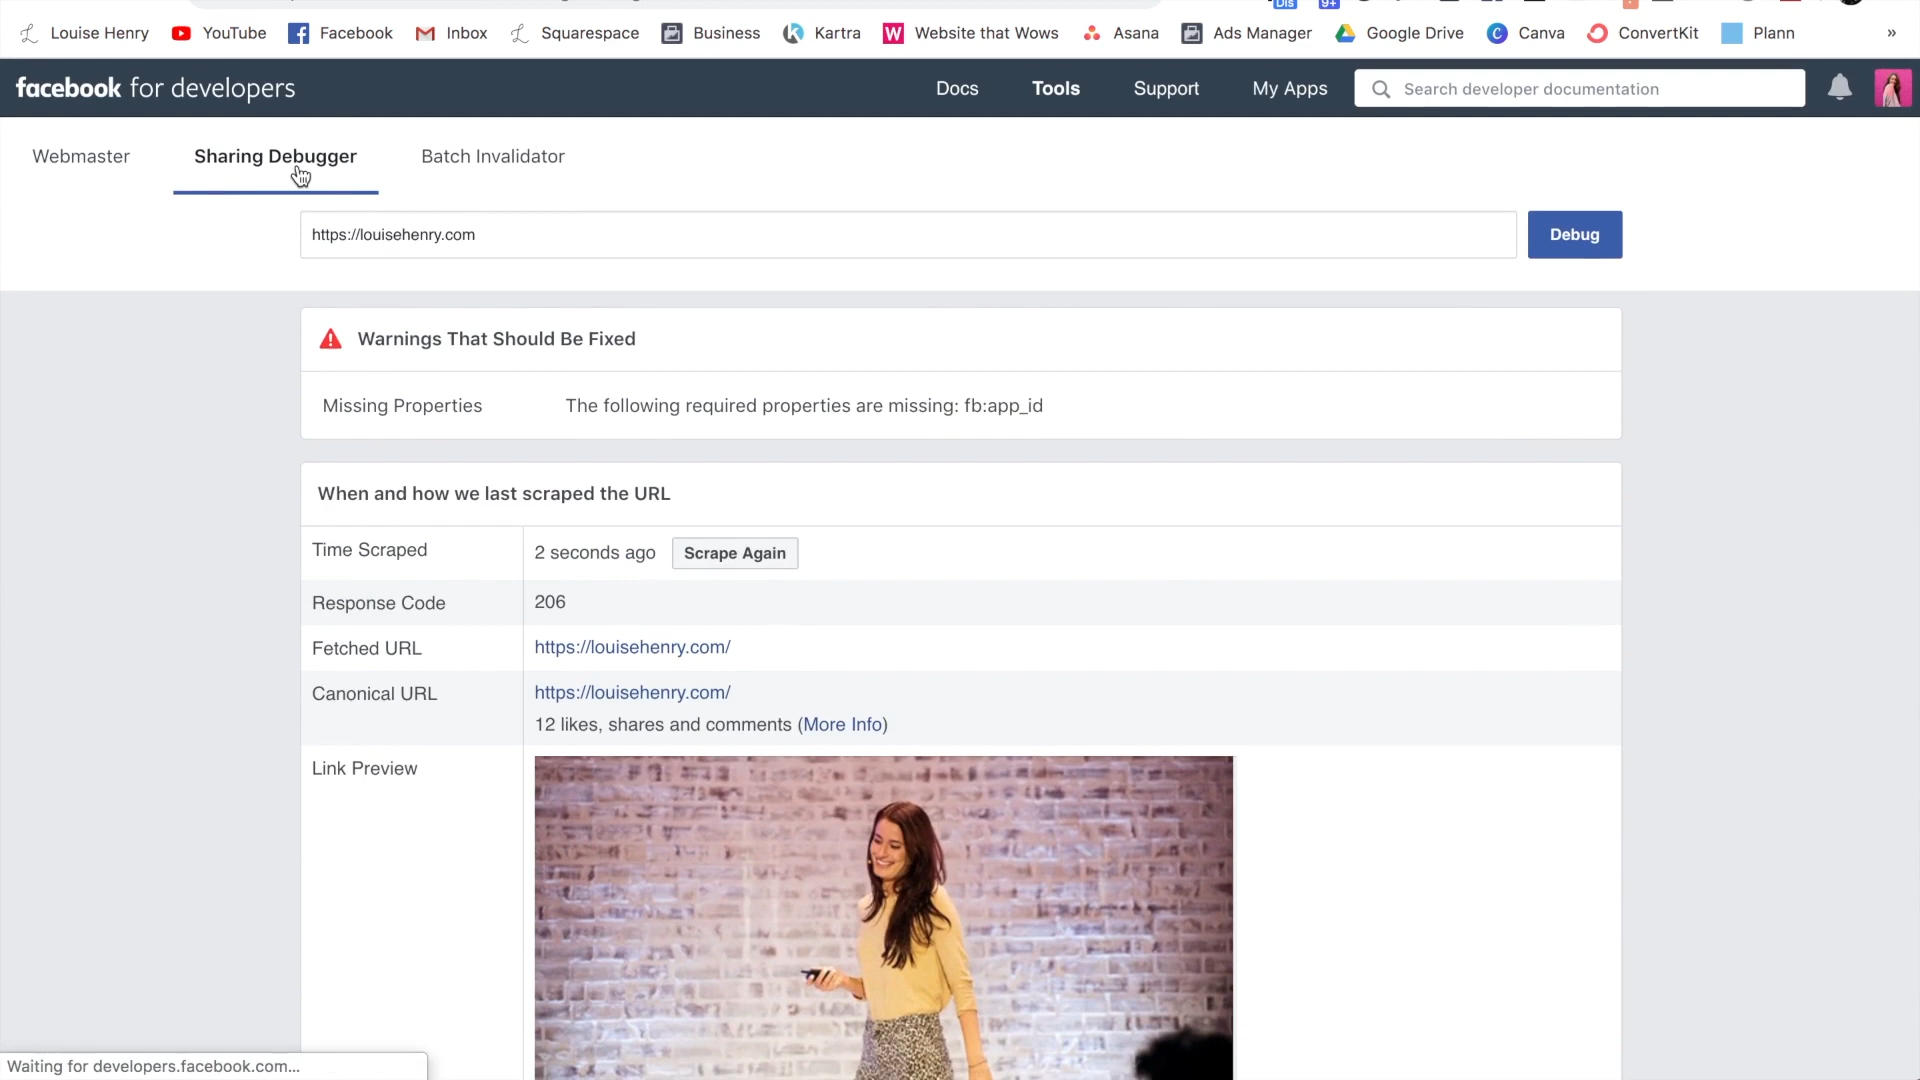 Dis 9+
Louise Henry YouTube Facebook Inbox Squarespace Business Kartra Website that Wows Asana Ads Manager Google Drive Canva ConvertKit Plann »
facebook for developers Docs Tools Support My Apps Search developer documentation
Webmaster Sharing Debugger Batch Invalidator
https://louisehenry.com Debug
Warnings That Should Be Fixed
Missing Properties The following required properties are missing: fb:app_id
When and how we last scraped the URL
Time Scraped 2 seconds ago Scrape Again
Response Code 206
Fetched URL https://louisehenry.com/
Canonical URL https://louisehenry.com/
12 likes, shares and comments (More Info)
Link Preview
Waiting for developers.facebook.com...